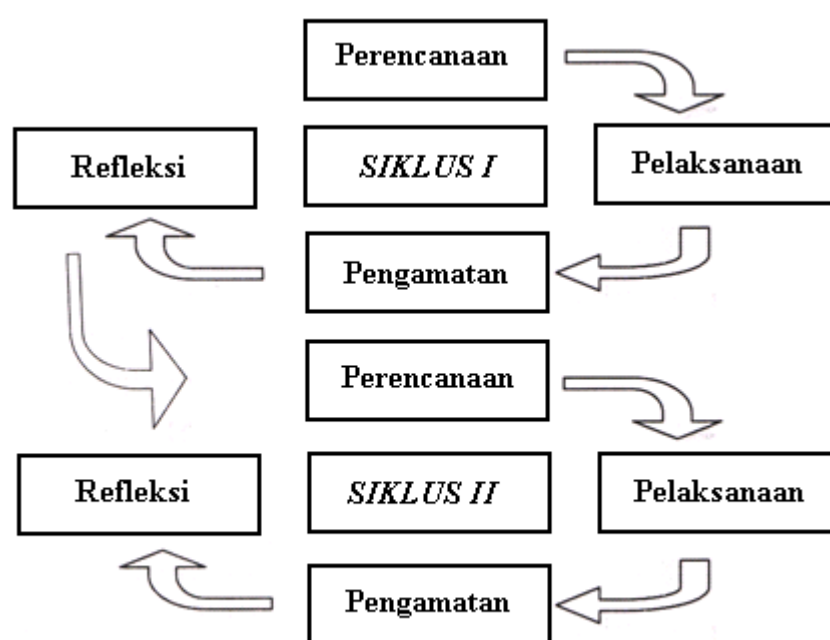 Perencanaan
Refleksi
SIKLUS I
Pelaksanaan
Pengamatan
Perencanaan
Refleksi
SIKLUS II
Pelaksanaan
Pengamatan